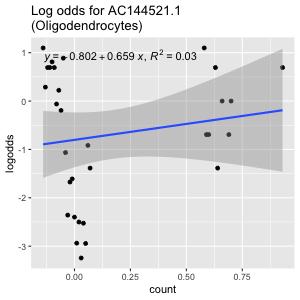 Log odds for AC144521.1
(Oligodendrocytes)
y = −0.802 + 0.659 x, R² = 0.03
1
0
-1
-2
-3
logodds
0.00 0.25 0.50 0.75
count